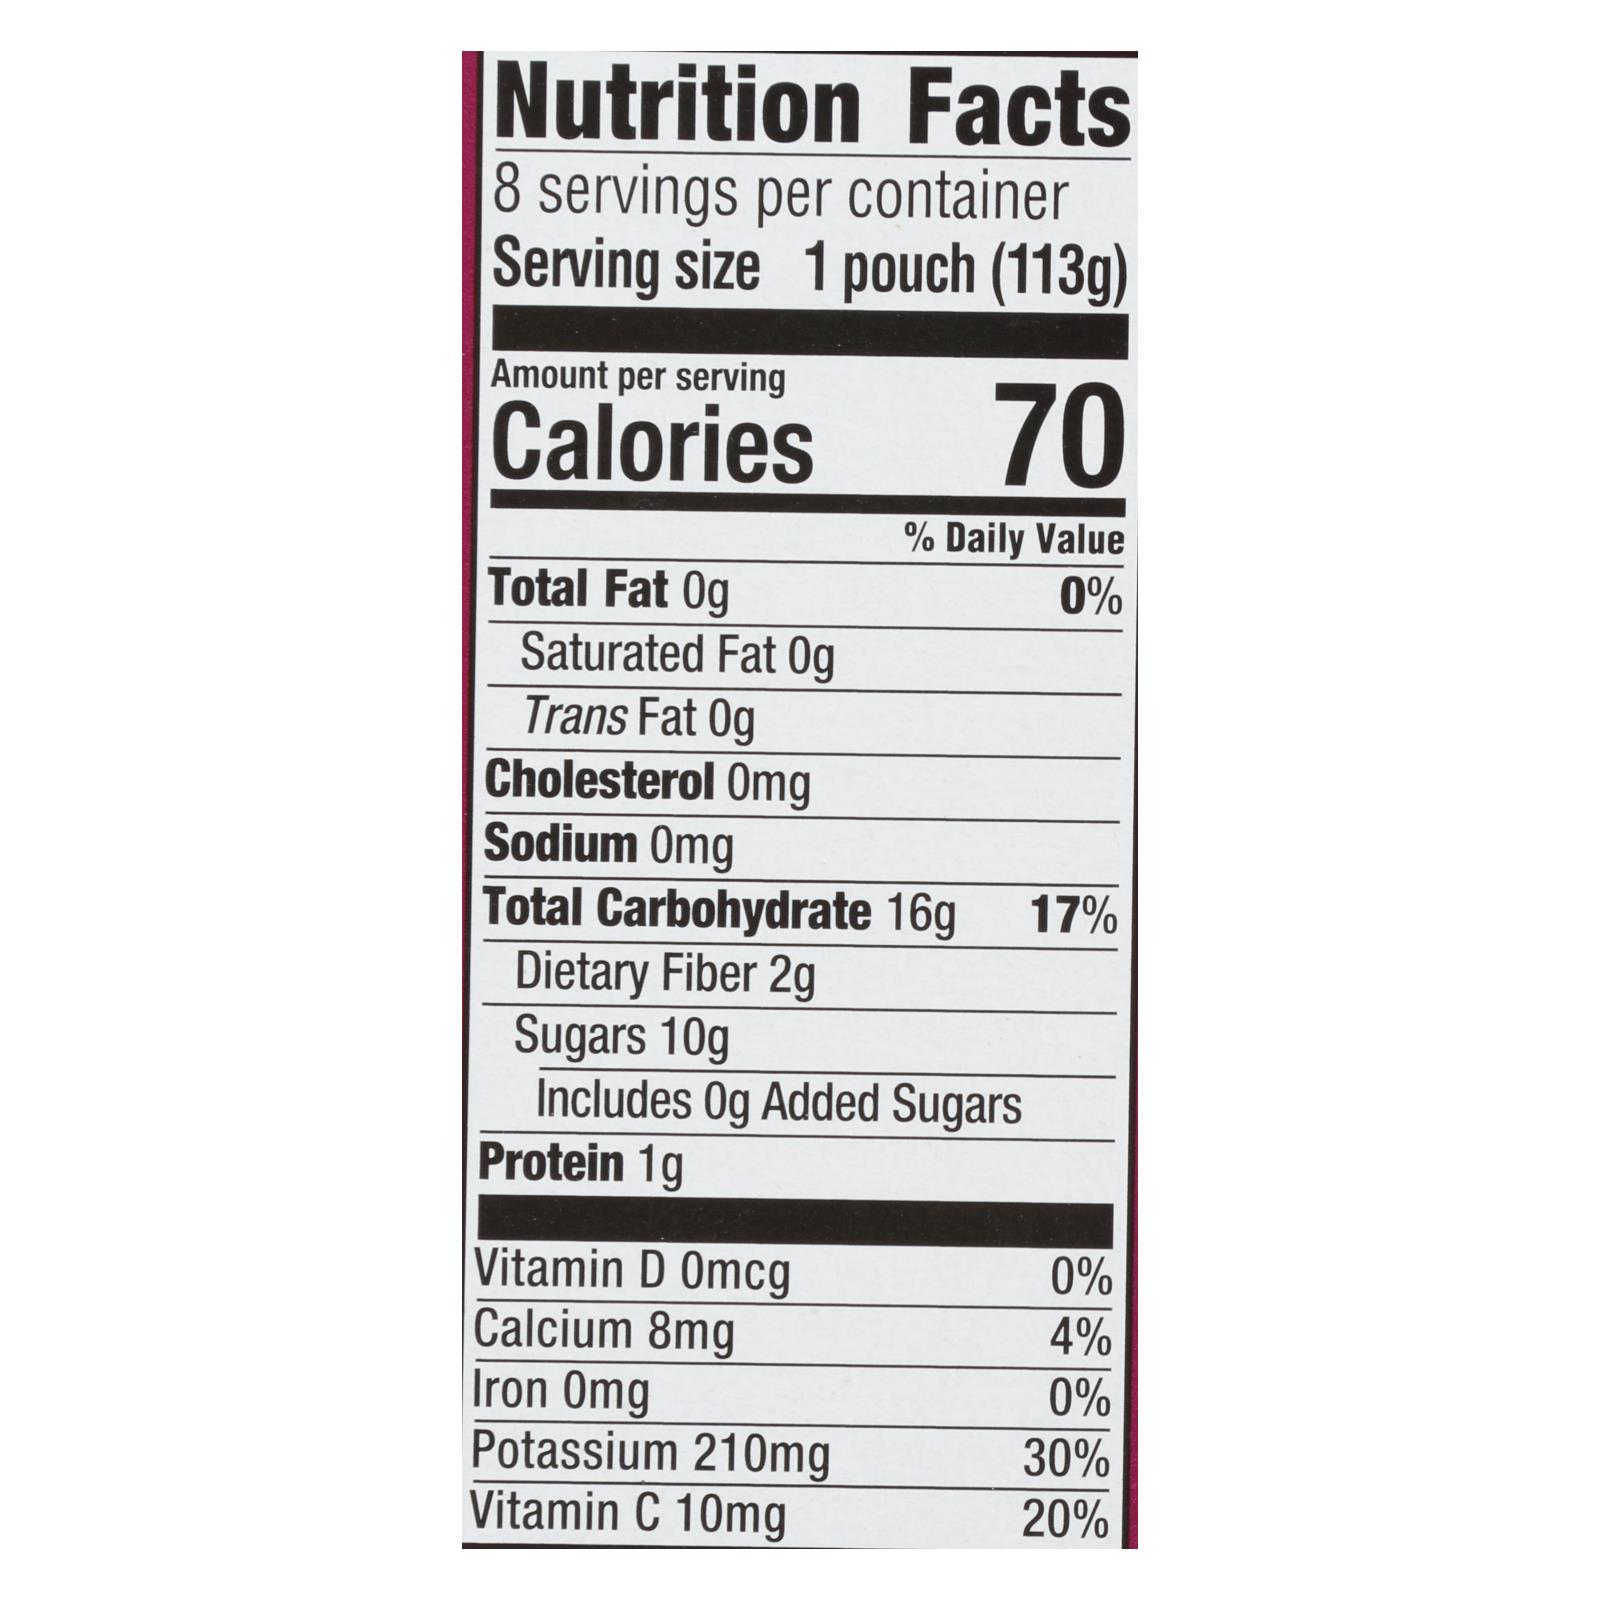 Nutrition Facts
8 servings per container
Serving size 1 pouch (113g)
Amount per serving
Calories 70
% Daily Value
Total Fat 0g 0%
Saturated Fat 0g
Trans Fat 0g
Cholesterol 0mg
Sodium 0mg
Total Carbohydrate 16g 17%
Dietary Fiber 2g
Sugars 10g
Includes 0g Added Sugars
Protein 1g
Vitamin D 0mcg 0%
Calcium 8mg 4%
Iron 0mg 0%
Potassium 210mg 30%
Vitamin C 10mg 20%